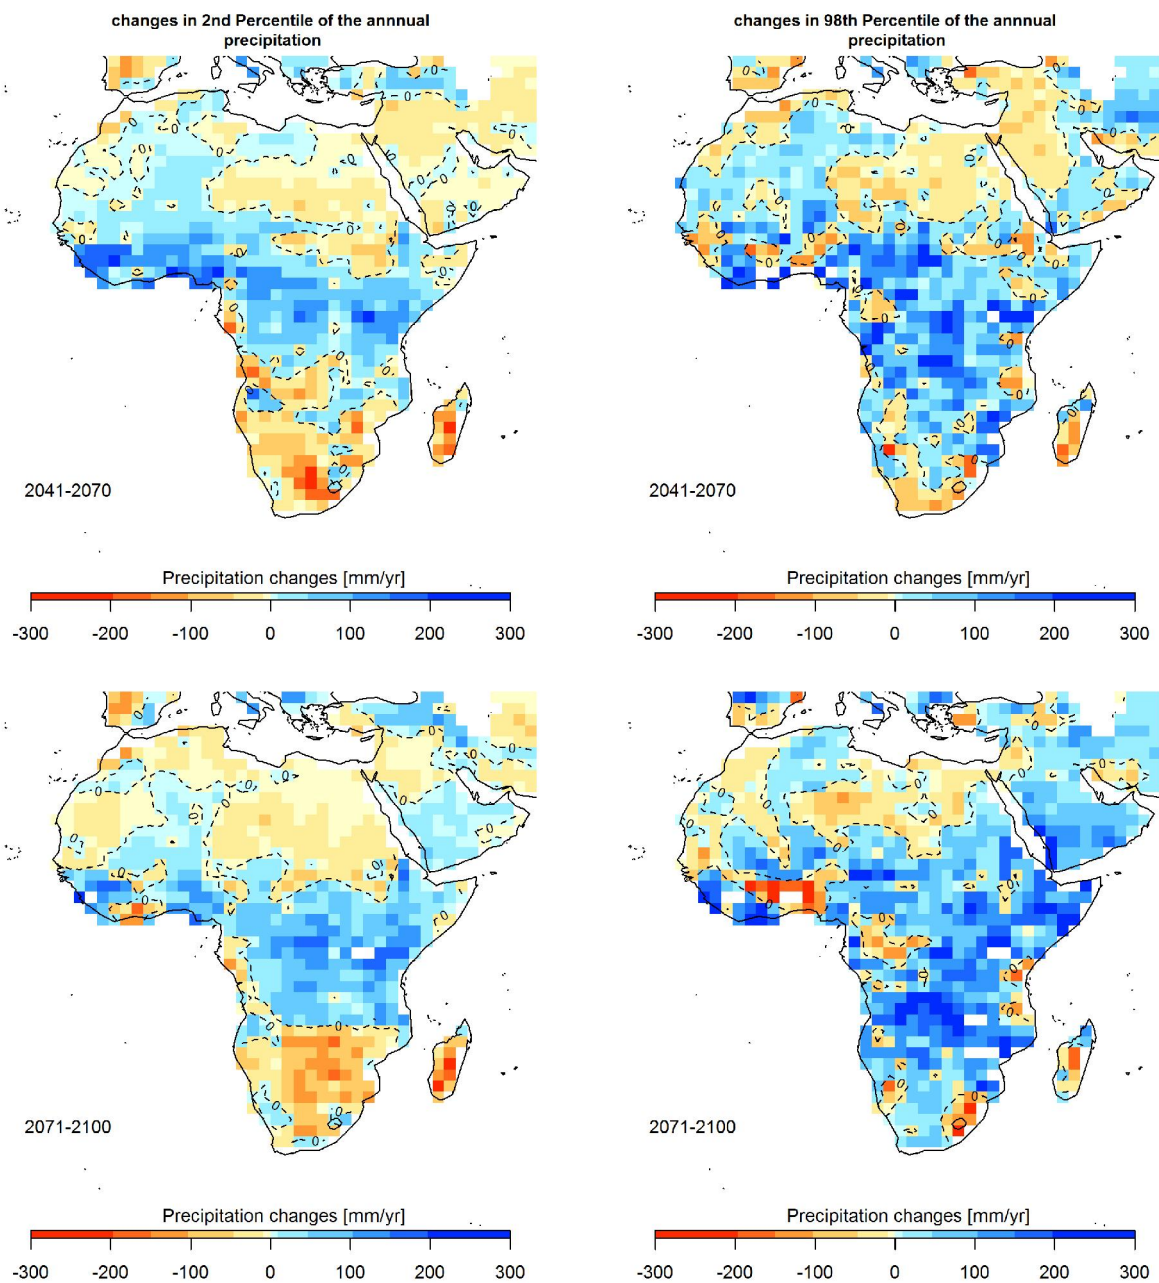 changes in 2nd Percentile of the annnual
precipitation
changes in 98th Percentile of the annnual
precipitation
2041-2070
2041-2070
Precipitation changes [mm/yr]
-300 -200 -100 0 100 200 300
Precipitation changes [mm/yr]
-300 -200 -100 0 100 200 300
2071-2100
2071-2100
Precipitation changes [mm/yr]
-300 -200 -100 0 100 200 300
Precipitation changes [mm/yr]
-300 -200 -100 0 100 200 300